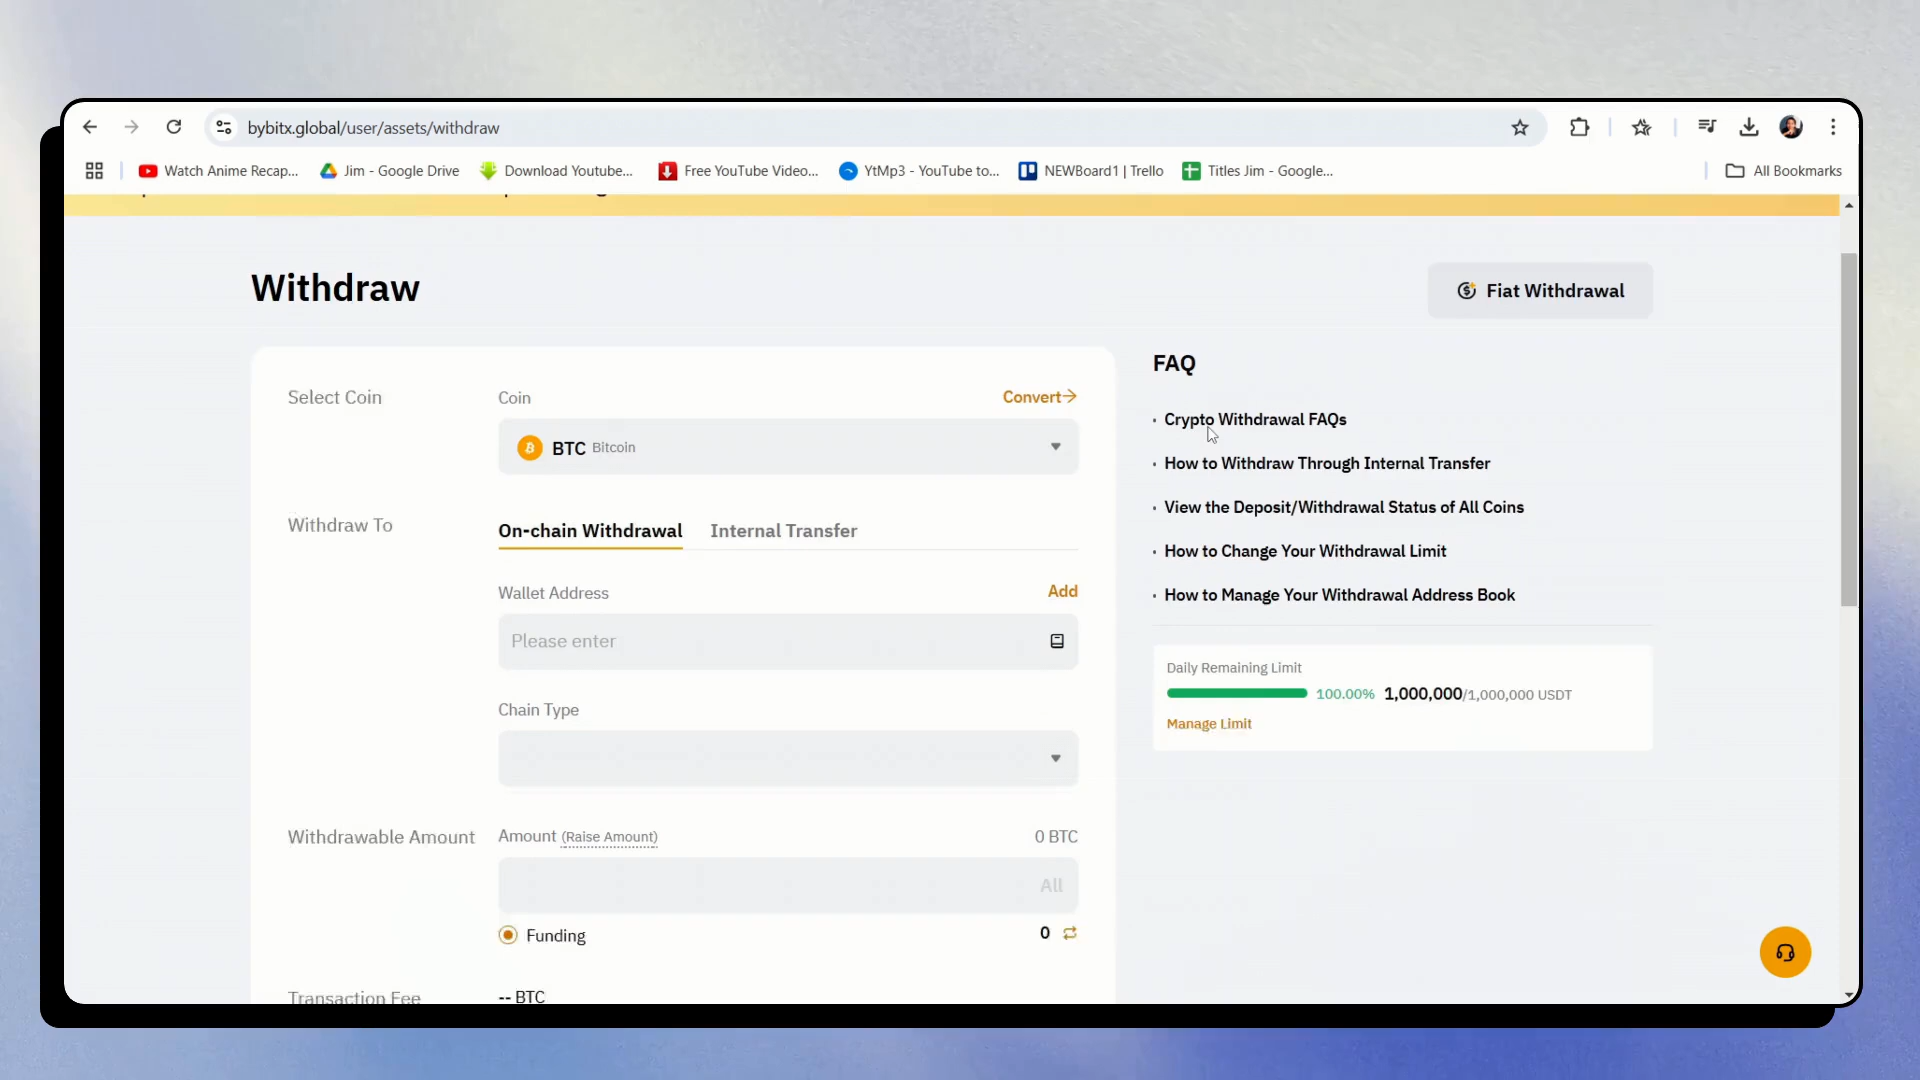 bybitx.global/user/assets/withdraw
Watch Anime Recap...
Jim - Google Drive
Download Youtube...
Free YouTube Video...
YtMp3 - YouTube to...
NEWBoard1 | Trello
Titles Jim - Google...
All Bookmarks
Withdraw
Fiat Withdrawal
Select Coin
Coin
Convert→
BTC Bitcoin
Withdraw To
On-chain Withdrawal
Internal Transfer
Wallet Address
Add
Please enter
Chain Type
Withdrawable Amount
Amount (Raise Amount)
0 BTC
All
Funding
0
Transaction Fee
-- BTC
FAQ
· Crypto Withdrawal FAQs
· How to Withdraw Through Internal Transfer
· View the Deposit/Withdrawal Status of All Coins
· How to Change Your Withdrawal Limit
· How to Manage Your Withdrawal Address Book
Daily Remaining Limit
100.00% 1,000,000/1,000,000 USDT
Manage Limit